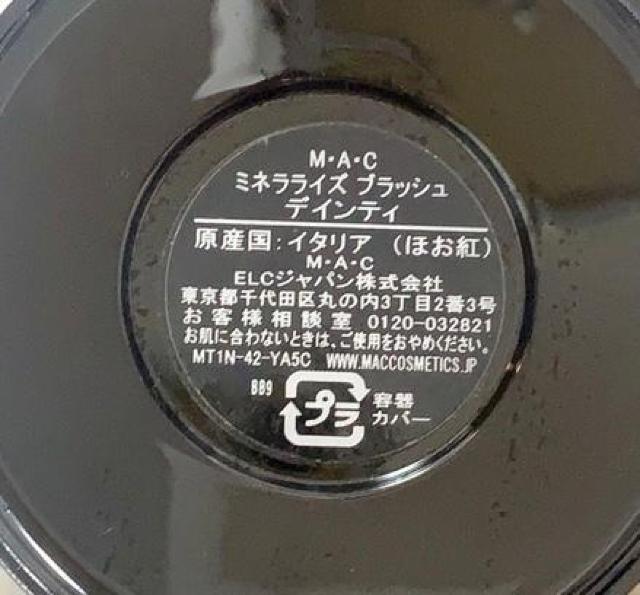 M・A・C
ミネラライズ ブラッシュ
デインティ
原産国:イタリア (ほお紅)
M・A・C
ELCジャパン株式会社
東京都千代田区丸の内3丁目2番3号
お客様相談室 0120-032821
お肌に合わないときは、ご使用をおやめください。
MT1N-42-YA5C WWW.MACCOSMETICS.JP
BB9
プラ
容器
カバー